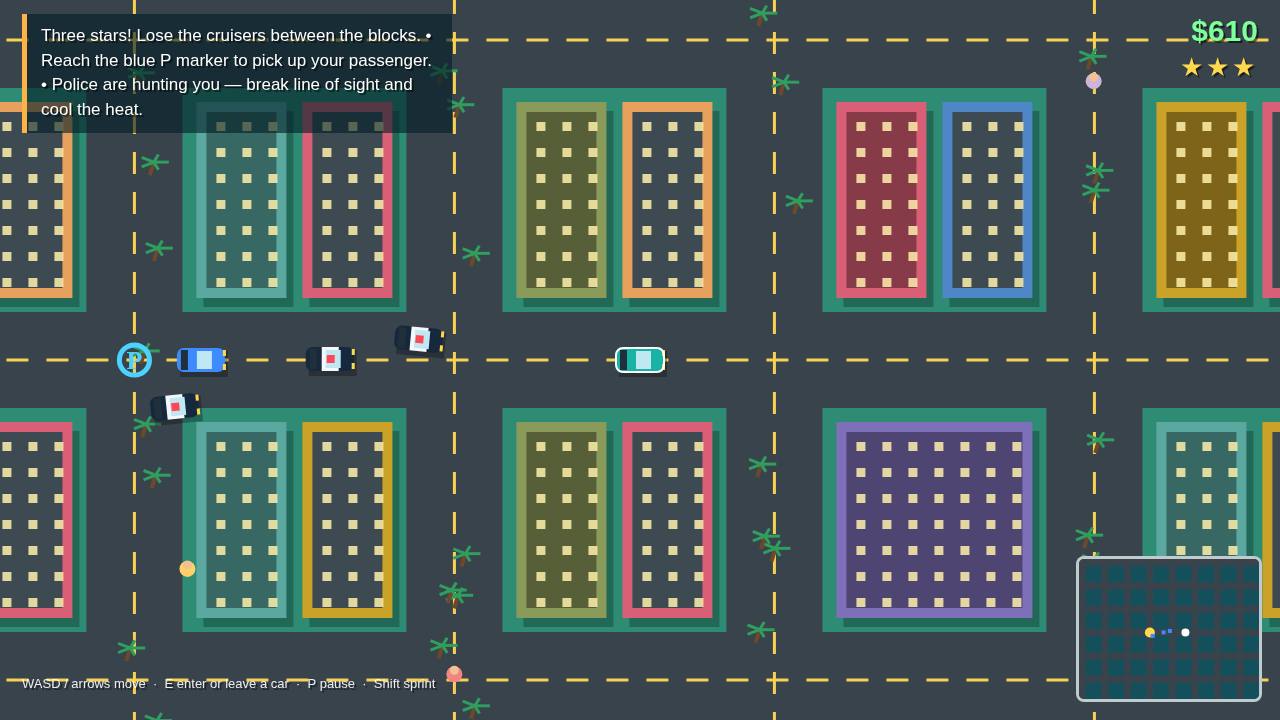 Three stars! Lose the cruisers between the blocks. •
Reach the blue P marker to pick up your passenger.
• Police are hunting you — break line of sight and
cool the heat.
$610
★★★
P
WASD / arrows move · E enter or leave a car · P pause · Shift sprint